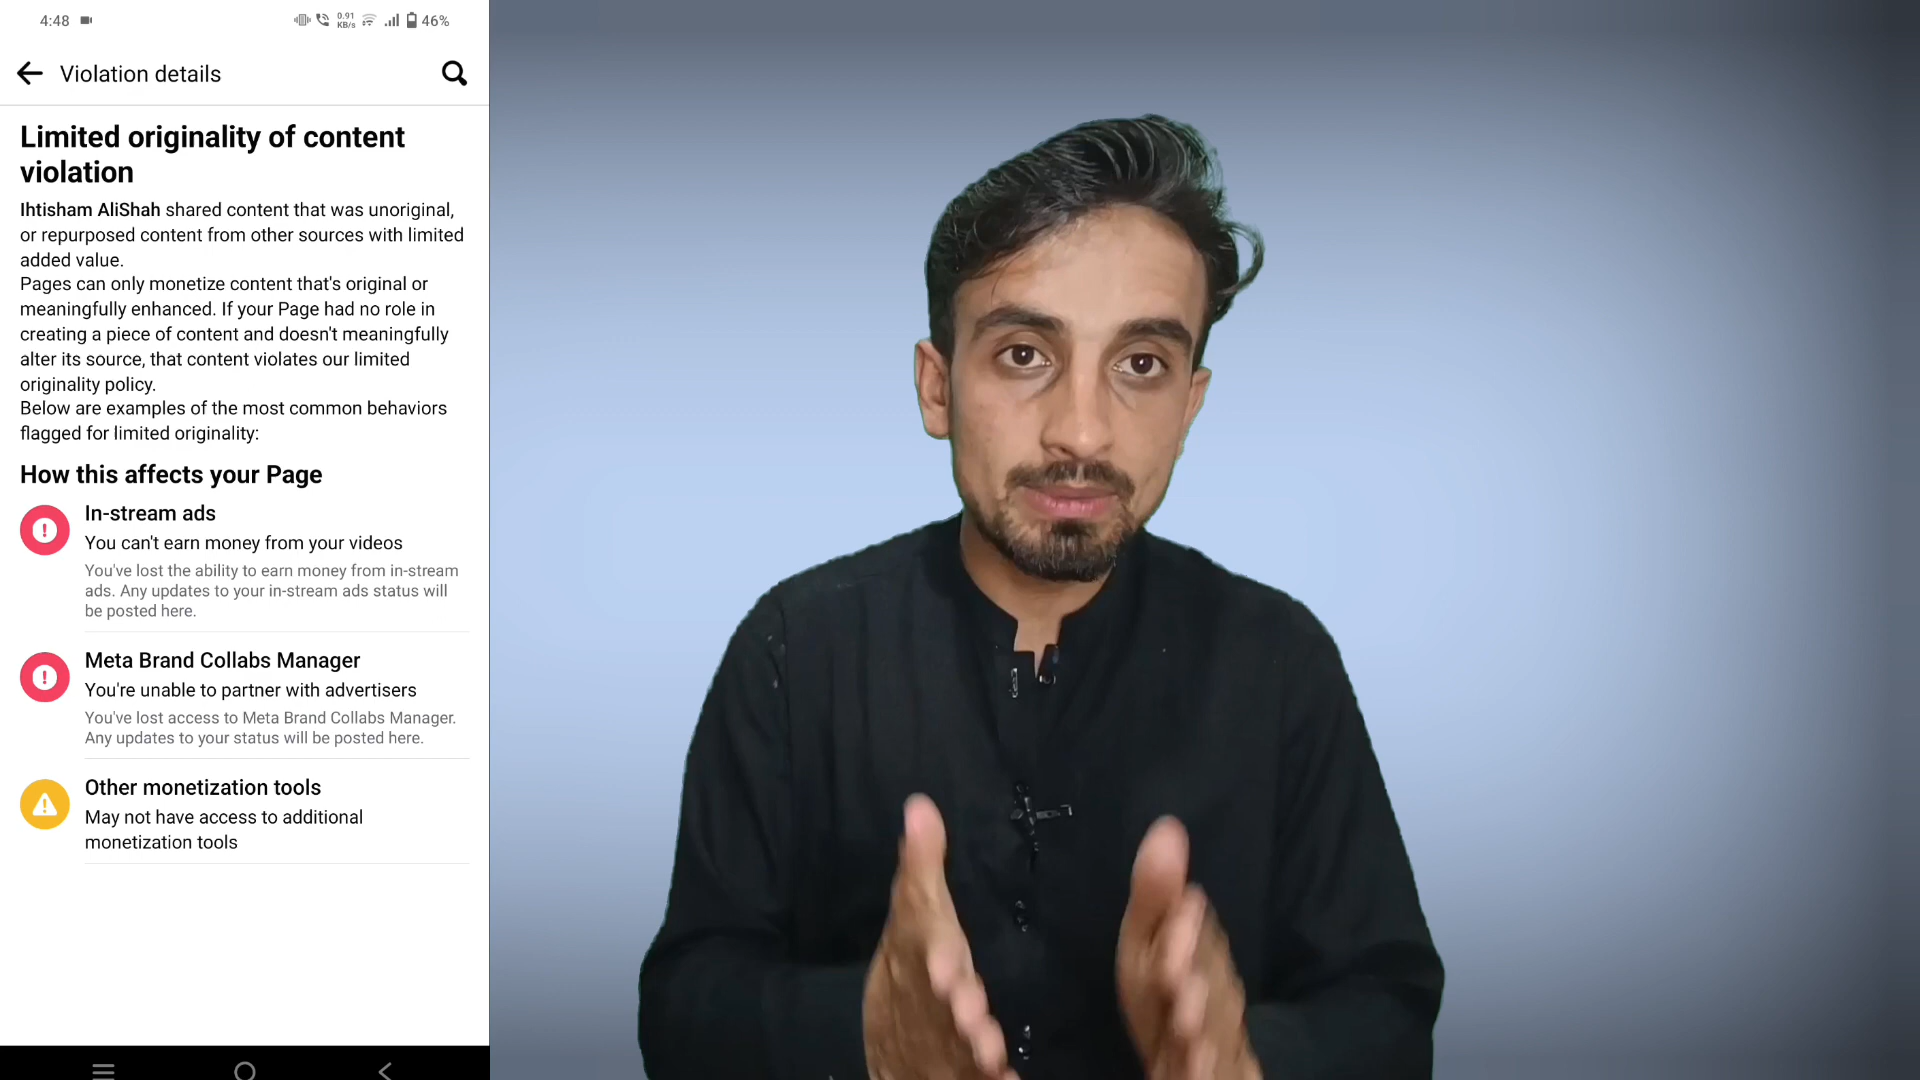 4:48
0.91
KB/s
46%
Violation details
Limited originality of content
violation
Ihtisham AliShah shared content that was unoriginal,
or repurposed content from other sources with limited
added value.
Pages can only monetize content that's original or
meaningfully enhanced. If your Page had no role in
creating a piece of content and doesn't meaningfully
alter its source, that content violates our limited
originality policy.
Below are examples of the most common behaviors
flagged for limited originality:
How this affects your Page
In-stream ads
You can't earn money from your videos
You've lost the ability to earn money from in-stream
ads. Any updates to your in-stream ads status will
be posted here.
Meta Brand Collabs Manager
You're unable to partner with advertisers
You've lost access to Meta Brand Collabs Manager.
Any updates to your status will be posted here.
Other monetization tools
May not have access to additional
monetization tools